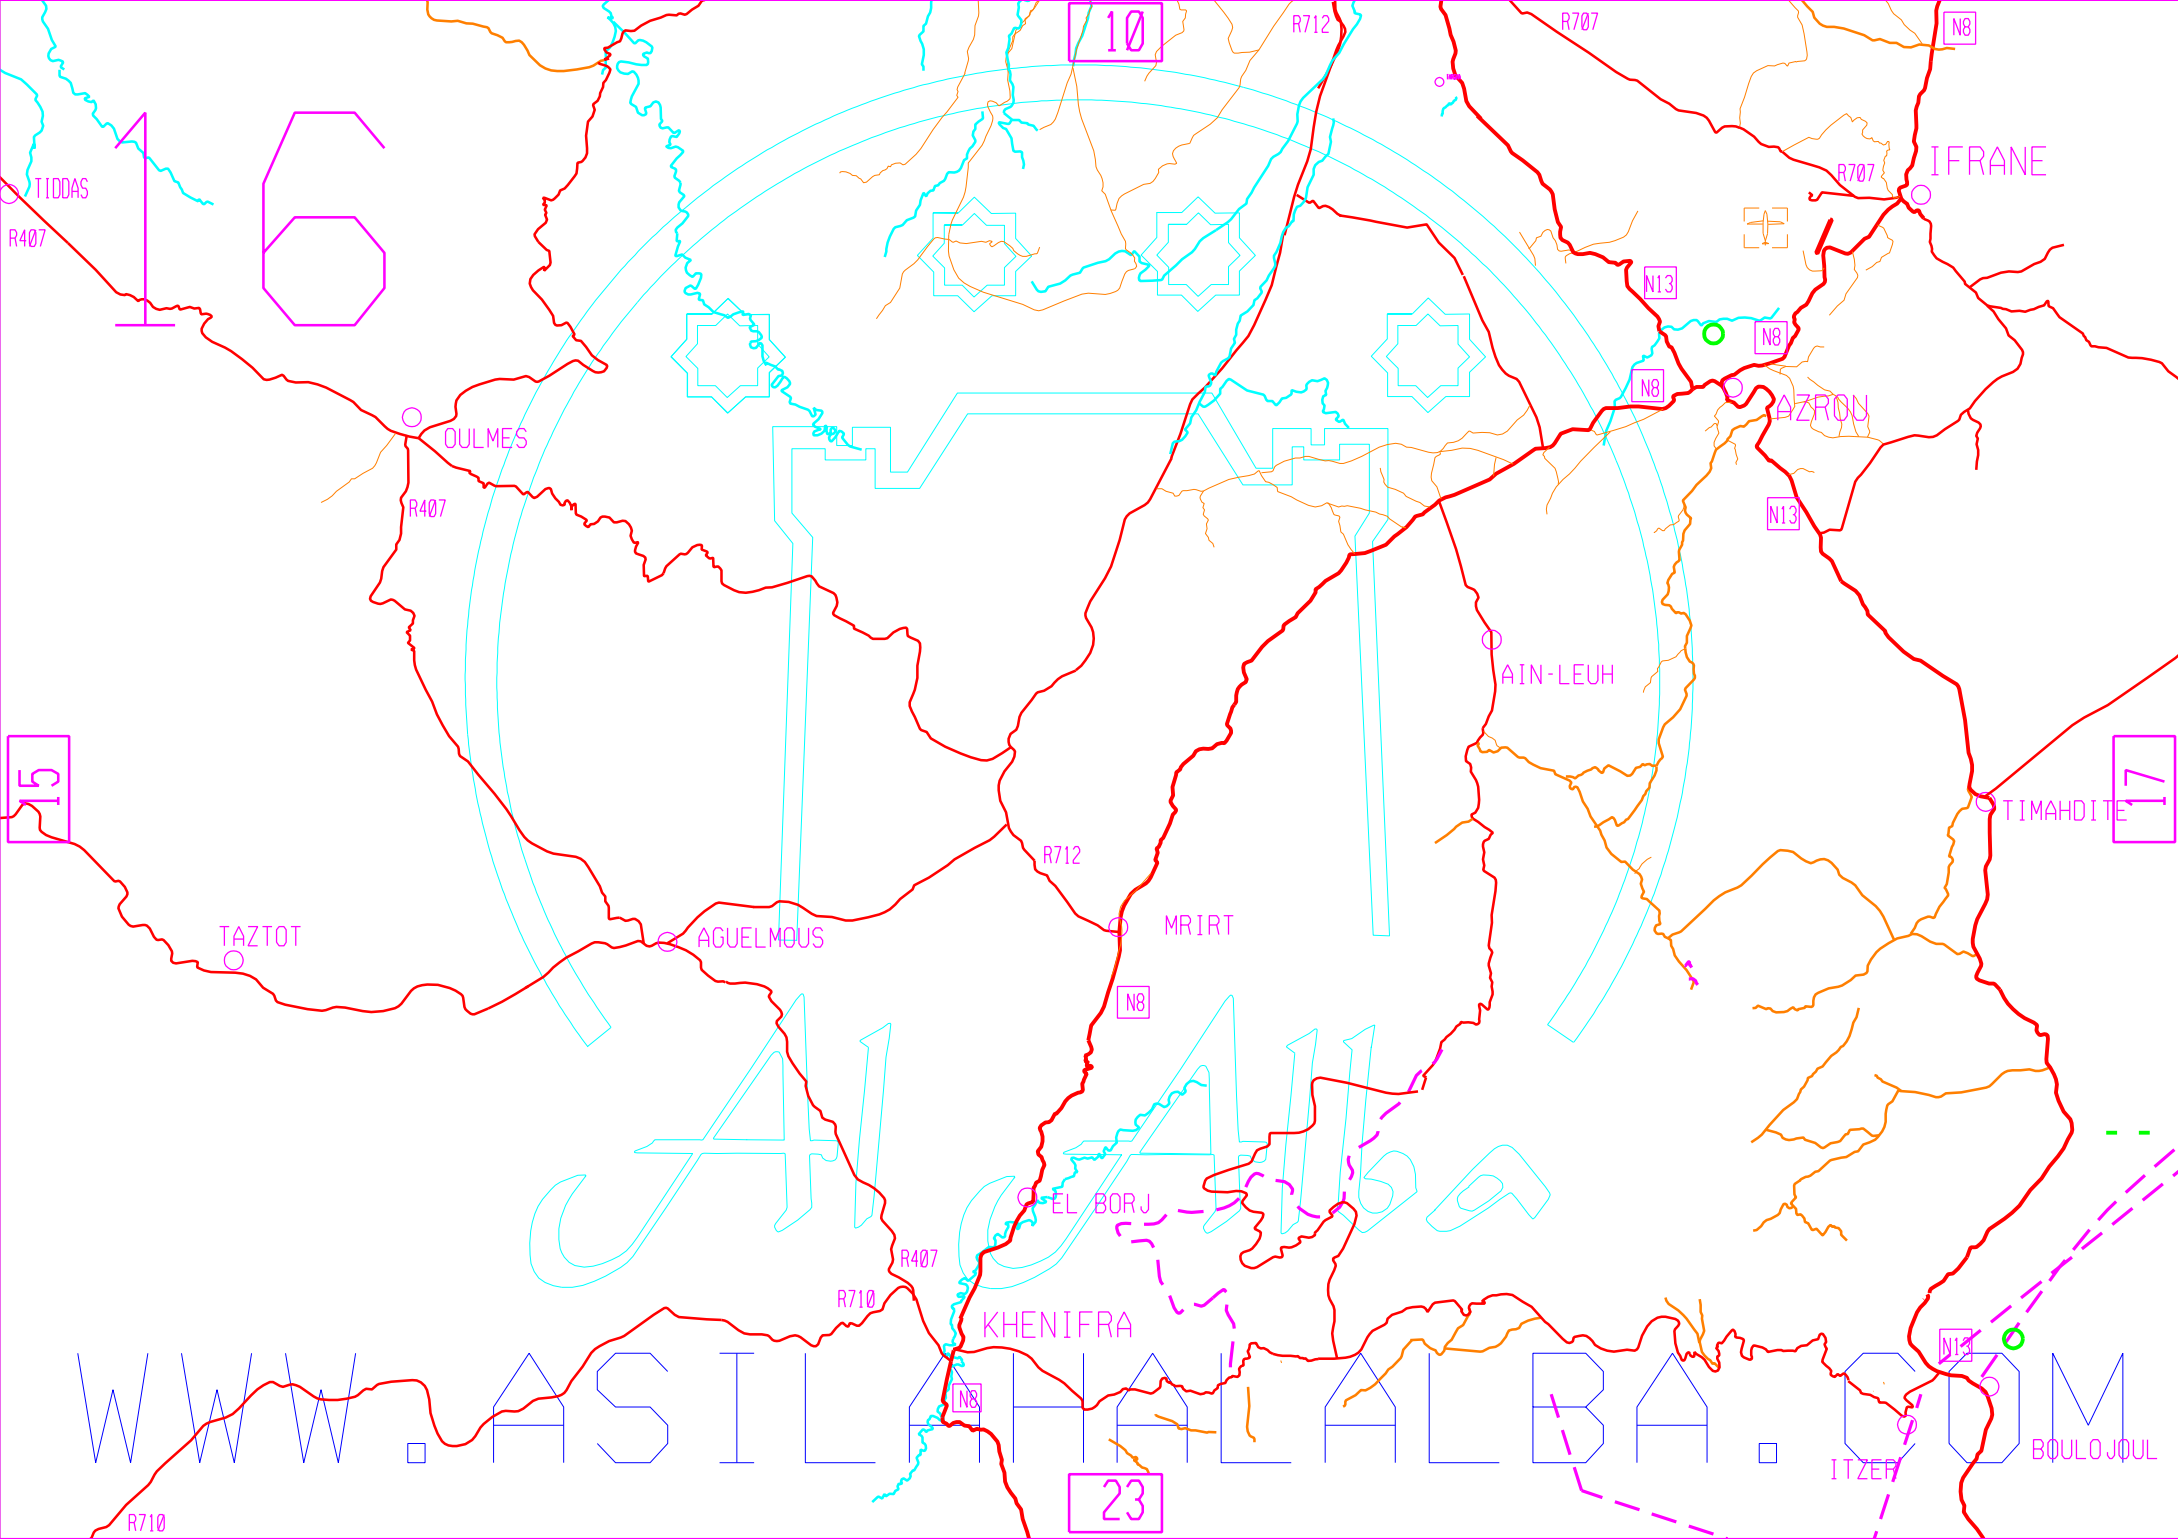 10
R712
R707
N8
16
TIDDAS
R407
R707
IFRANE
N13
N8
N8
AZROU
OULMES
R407
N13
AIN-LEUH
15
17
TIMAHDITE
R712
TAZTOT
AGUELMOUS
MRIRT
N8
Al Alba
EL BORJ
R407
R710
KHENIFRA
N13
N8
WWW.ASILAHALALBA.COM
ITZER
BOULOJOUL
23
R710